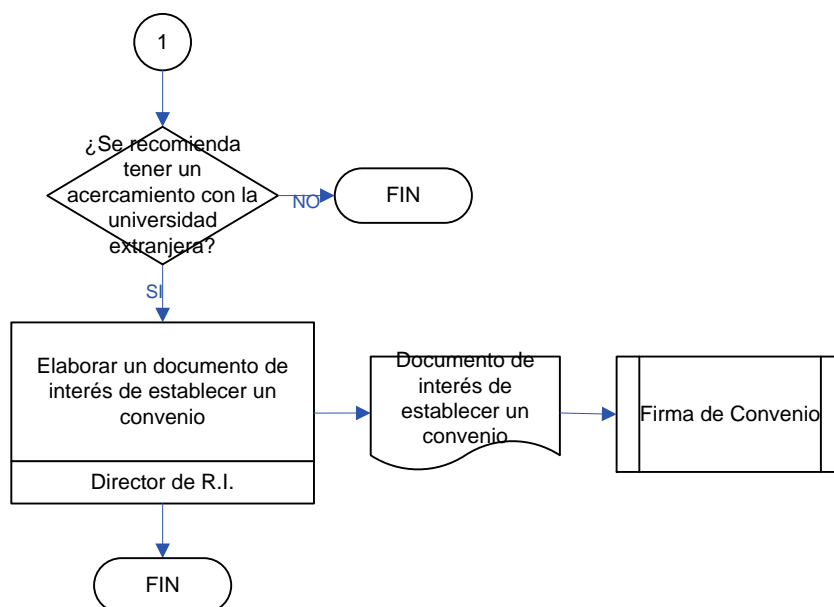 1
¿Se recomienda
tener un
acercamiento con la
universidad
extranjera?
NO
FIN
SI
Elaborar un documento de
interés de establecer un
convenio
Director de R.I.
Documento de
interés de
establecer un
convenio
Firma de Convenio
FIN